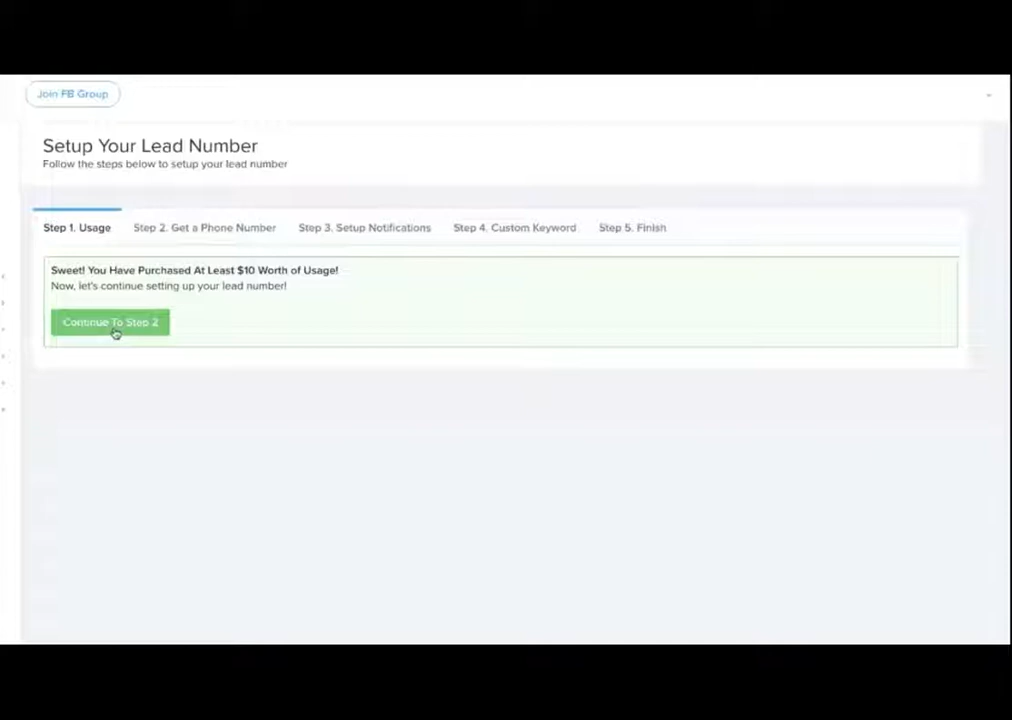 Join FB Group
Setup Your Lead Number
Follow the steps below to setup your lead number
Step 1. Usage Step 2. Get a Phone Number Step 3. Setup Notifications Step 4. Custom Keyword Step 5. Finish
Sweet! You Have Purchased At Least $10 Worth of Usage!
Now, let's continue setting up your lead number!
Continue To Step 2